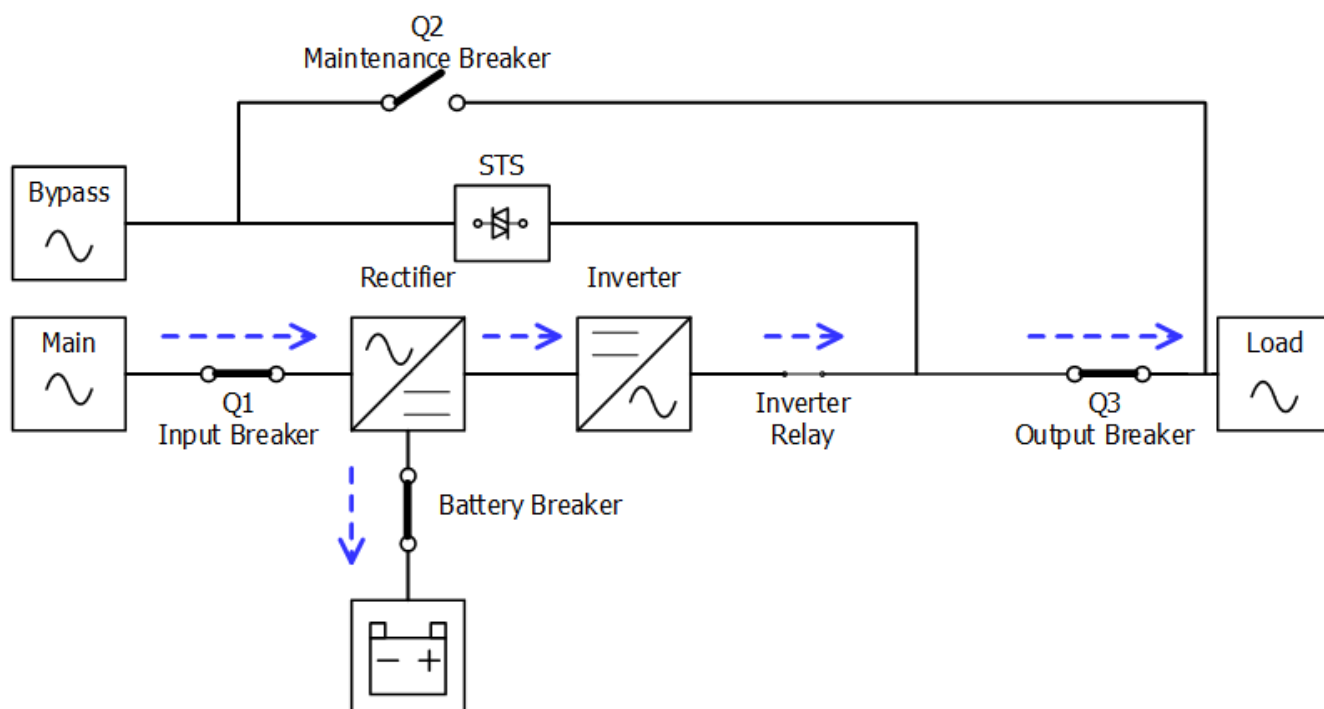 Q2
Maintenance Breaker
STS
Bypass
Rectifier
Inverter
Main
Load
Q1
Input Breaker
Inverter
Relay
Q3
Output Breaker
Battery Breaker